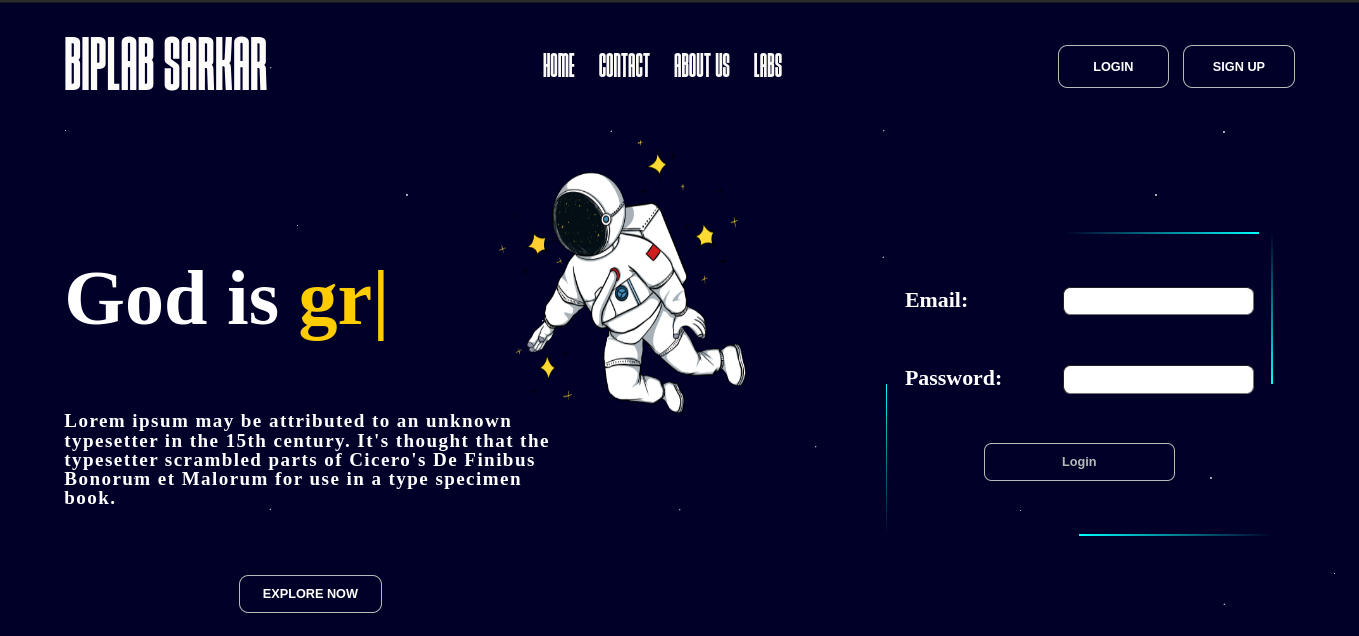 BIPLAB SARKAR
HOME CONTACT ABOUT US LABS
LOGIN SIGN UP
God is gr|
Lorem ipsum may be attributed to an unknown
typesetter in the 15th century. It's thought that the
typesetter scrambled parts of Cicero's De Finibus
Bonorum et Malorum for use in a type specimen
book.
EXPLORE NOW
Email:
Password:
Login